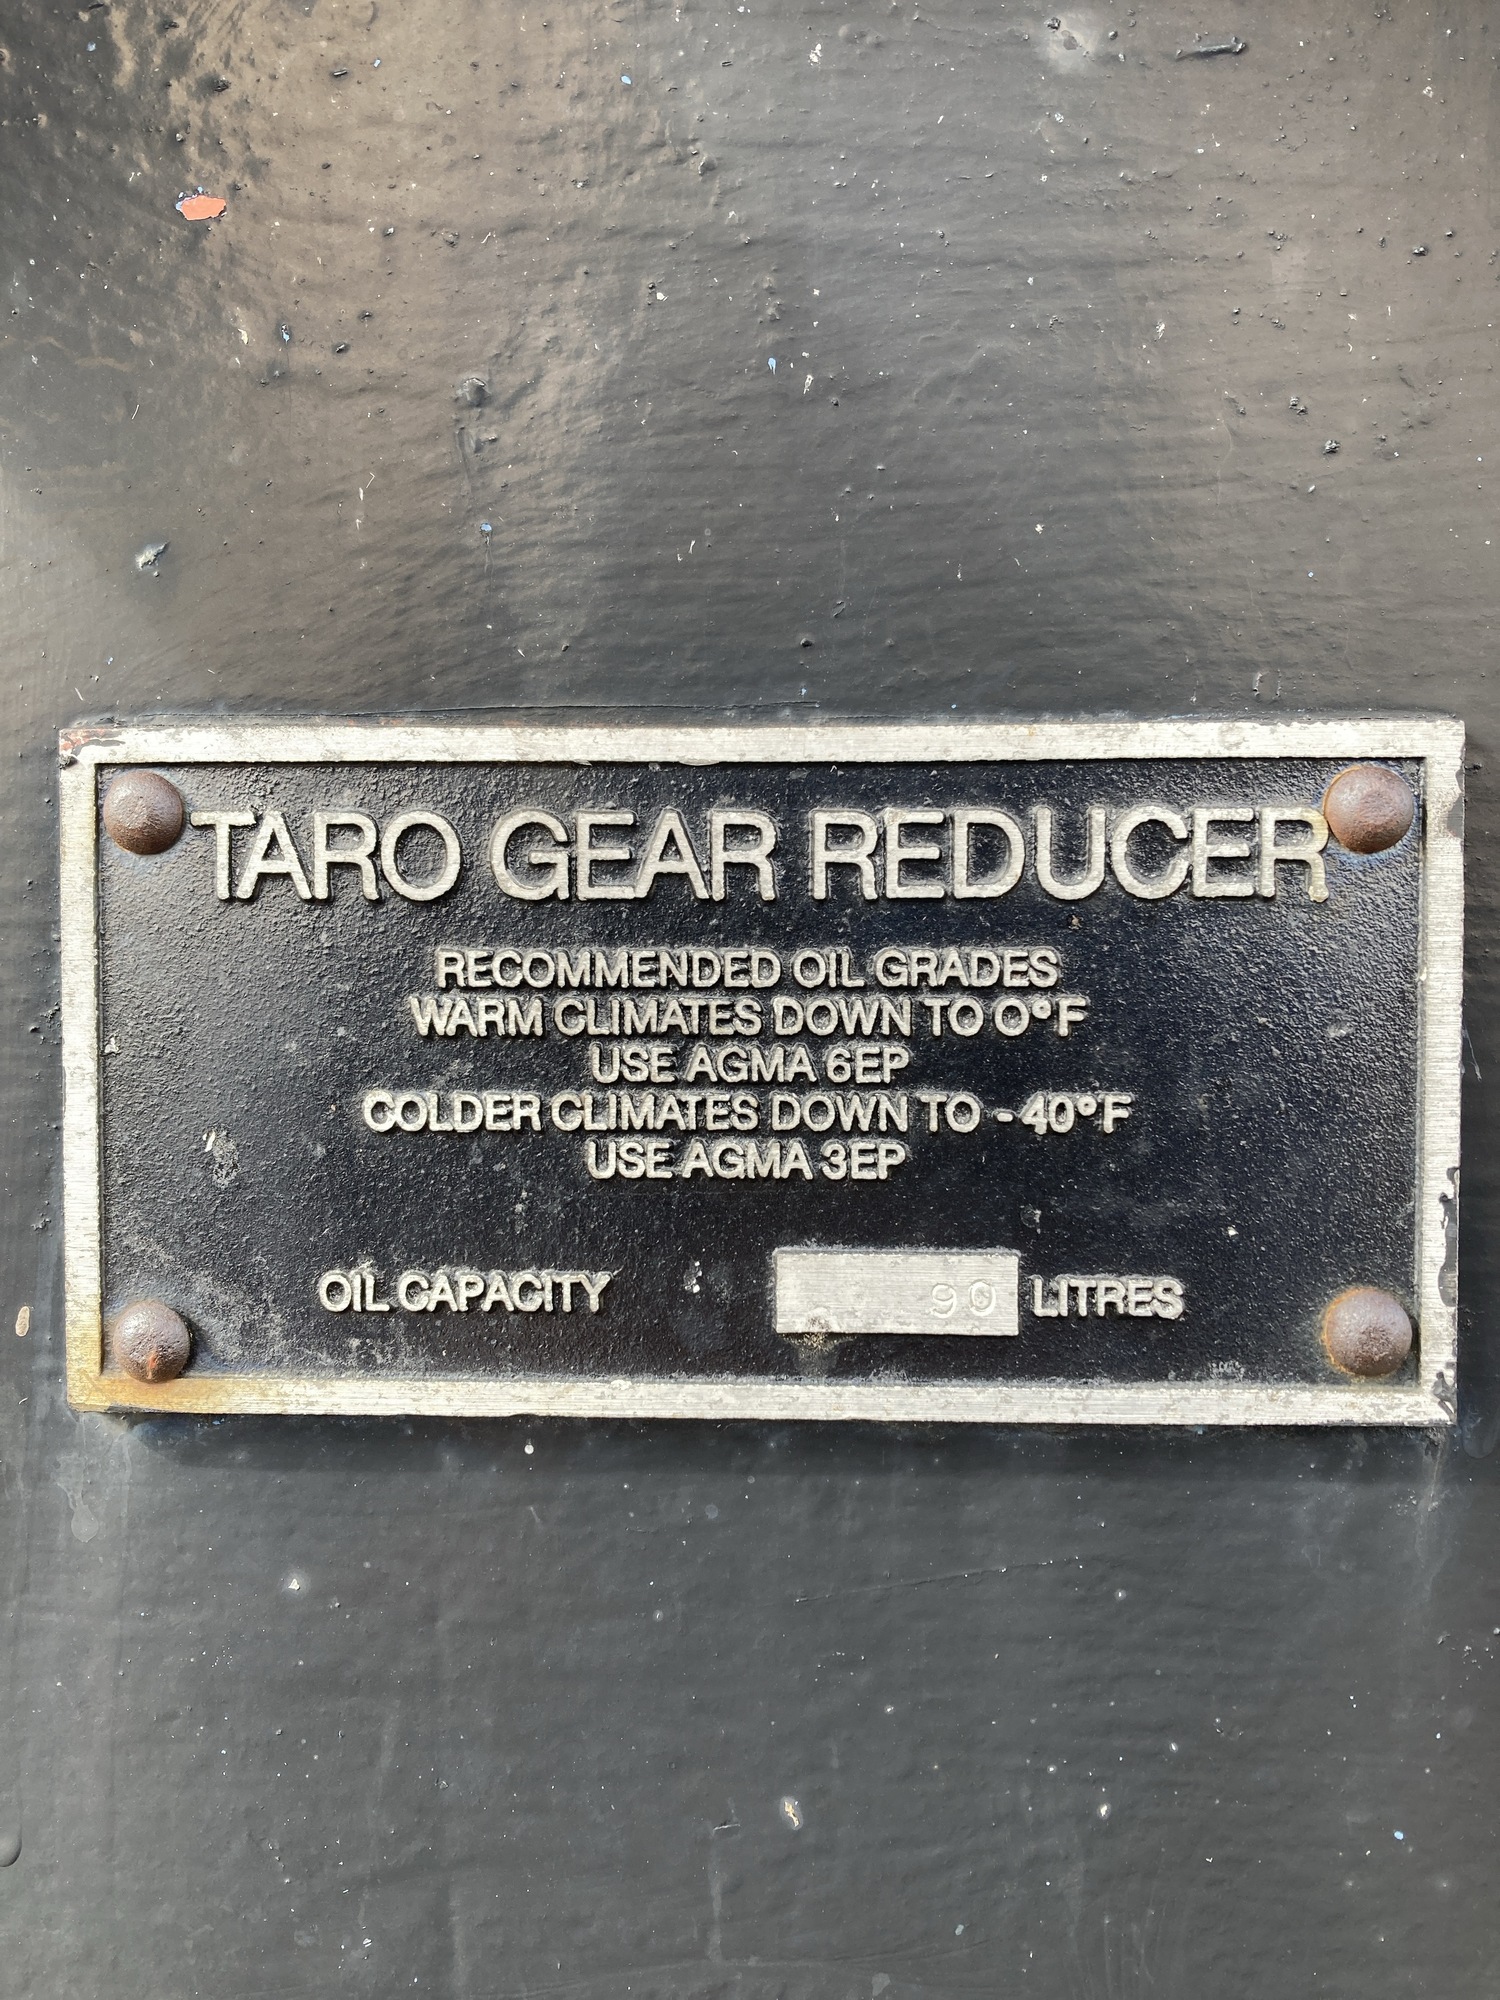 TARO GEAR REDUCER
RECOMMENDED OIL GRADES
WARM CLIMATES DOWN TO 0°F
USE AGMA 6EP
COLDER CLIMATES DOWN TO -40°F
USE AGMA 3EP
OIL CAPACITY 90 LITRES